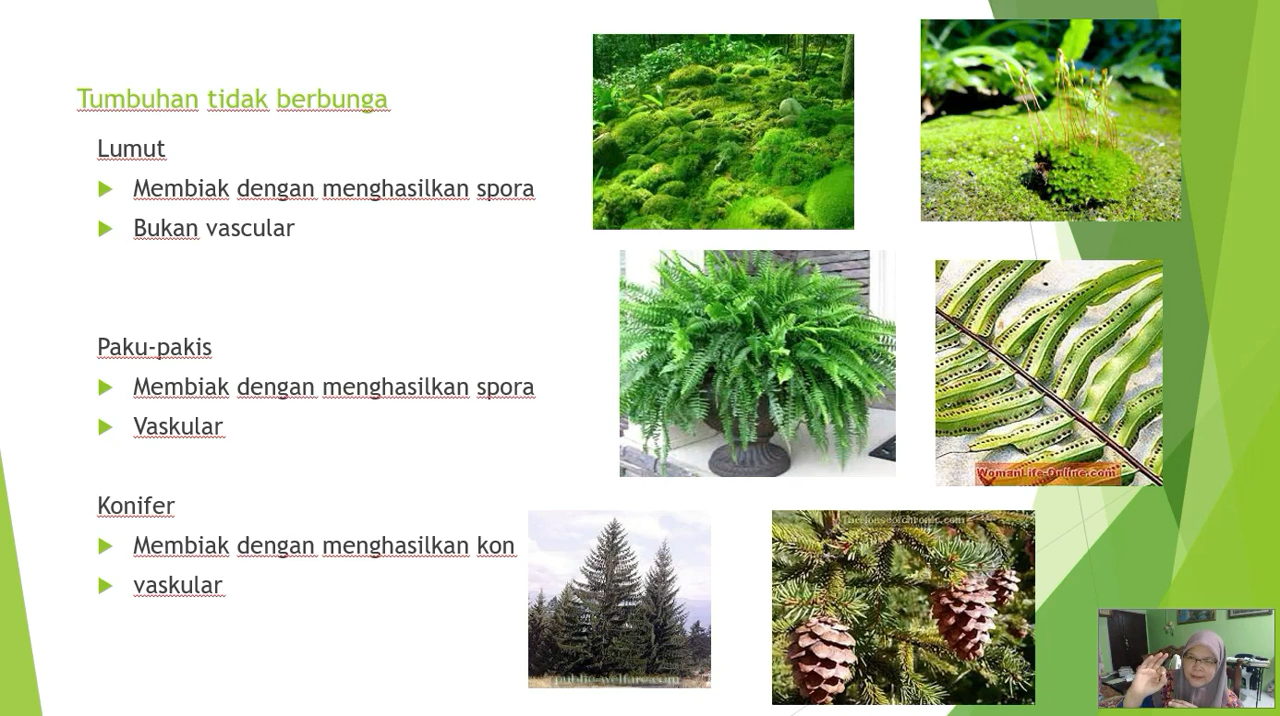 Tumbuhan tidak berbunga
Lumut
Membiak dengan menghasilkan spora
Bukan vascular
Paku-pakis
Membiak dengan menghasilkan spora
Vaskular
WomanLife-Online.com
Konifer
Membiak dengan menghasilkan kon
vaskular
public-welfare.com